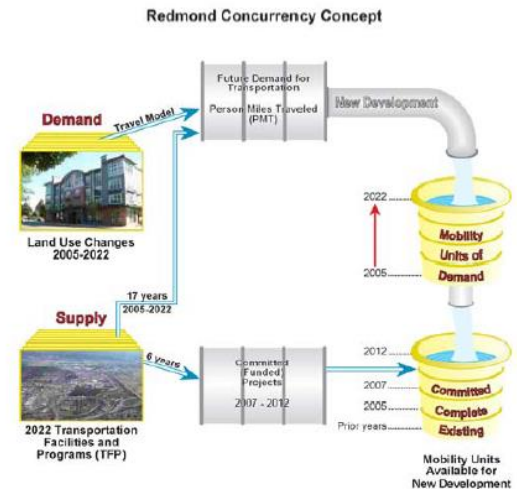 Redmond Concurrency Concept
Future Demand for
Transportation
Person Miles Traveled
(PMT)
New Development
Demand
Travel Model
Land Use Changes
2005-2022
2022
Mobility
Units of
2005
Demand
17 years
2005-2022
Supply
6 years
Committed
(Funded)
Projects
2007 - 2012
2012
2007
Committed
2005
Complete
Prior years
Existing
2022 Transportation
Facilities and
Programs (TFP)
Mobility Units
Available for
New Development